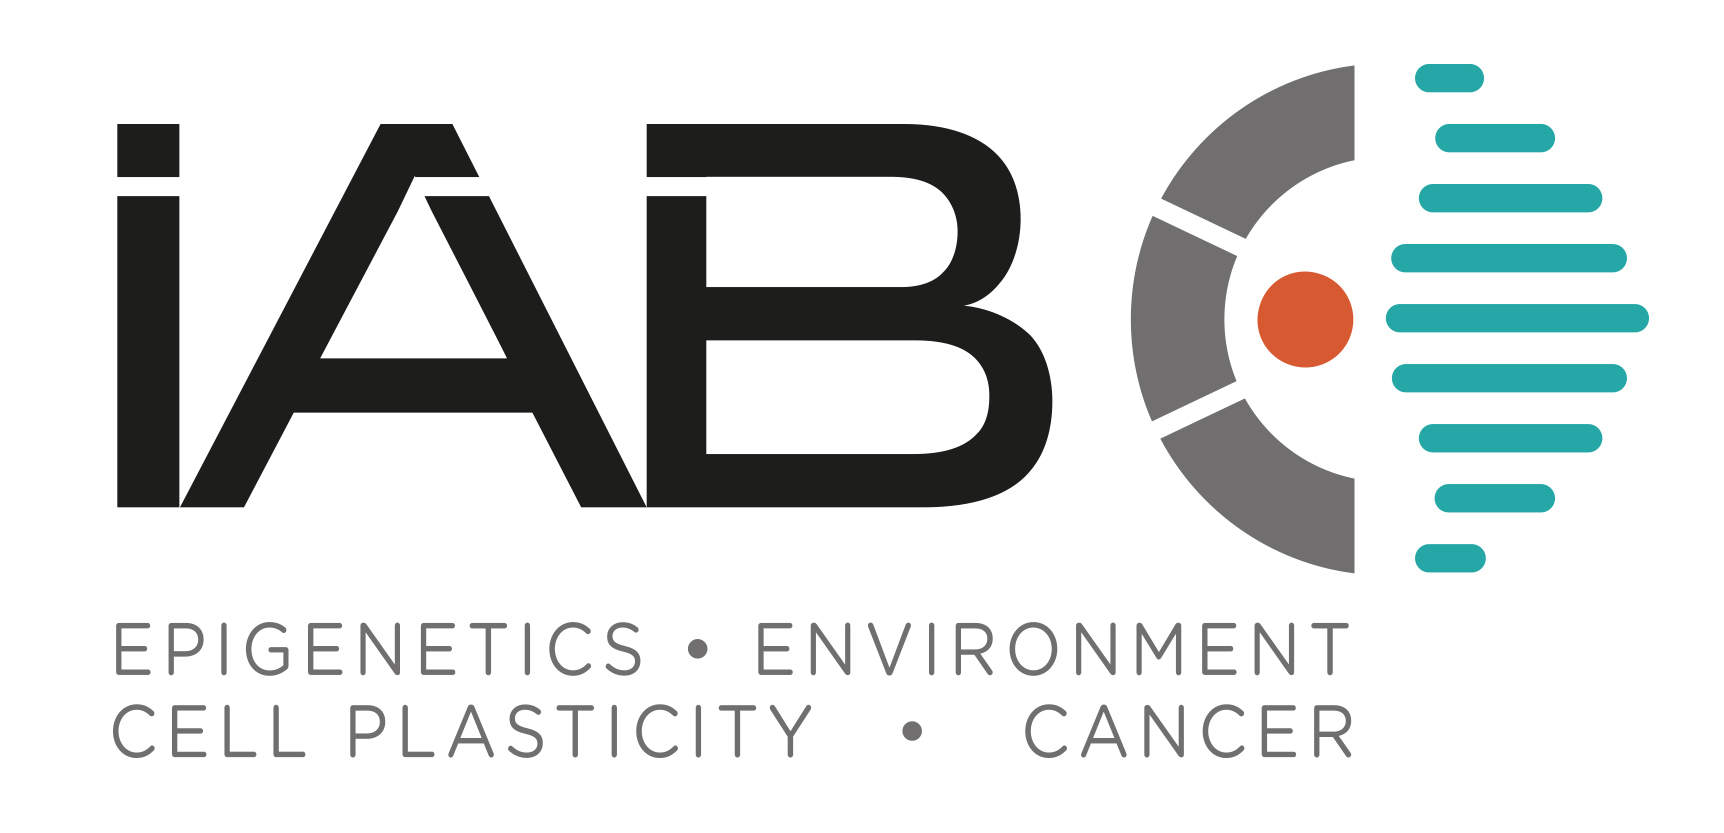 iAB
EPIGENETICS • ENVIRONMENT
CELL PLASTICITY • CANCER